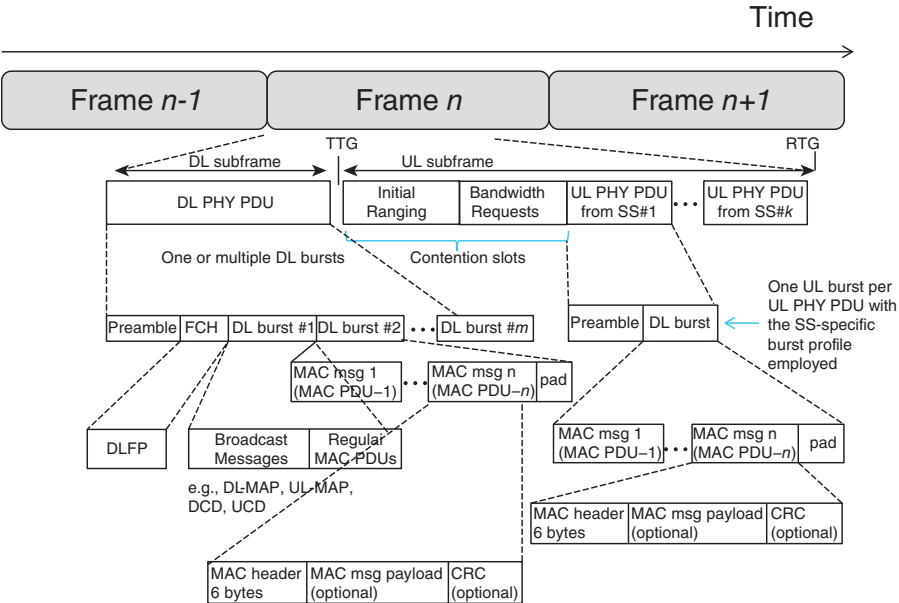 Time
Frame n-1
Frame n
Frame n+1
TTG
RTG
DL subframe
UL subframe
DL PHY PDU
Initial
Ranging
Bandwidth
Requests
UL PHY PDU
from SS#1
UL PHY PDU
from SS#k
One or multiple DL bursts
Contention slots
One UL burst per
UL PHY PDU with
the SS-specific
burst profile
employed
Preamble
FCH
DL burst #1
DL burst #2
DL burst #m
Preamble
DL burst
MAC msg 1
(MAC PDU–1)
MAC msg n
(MAC PDU–n)
pad
DLFP
Broadcast
Messages
Regular
MAC PDUs
e.g., DL-MAP, UL-MAP,
DCD, UCD
MAC msg 1
(MAC PDU–1)
MAC msg n
(MAC PDU–n)
pad
MAC header
6 bytes
MAC msg payload
(optional)
CRC
(optional)
MAC header
6 bytes
MAC msg payload
(optional)
CRC
(optional)